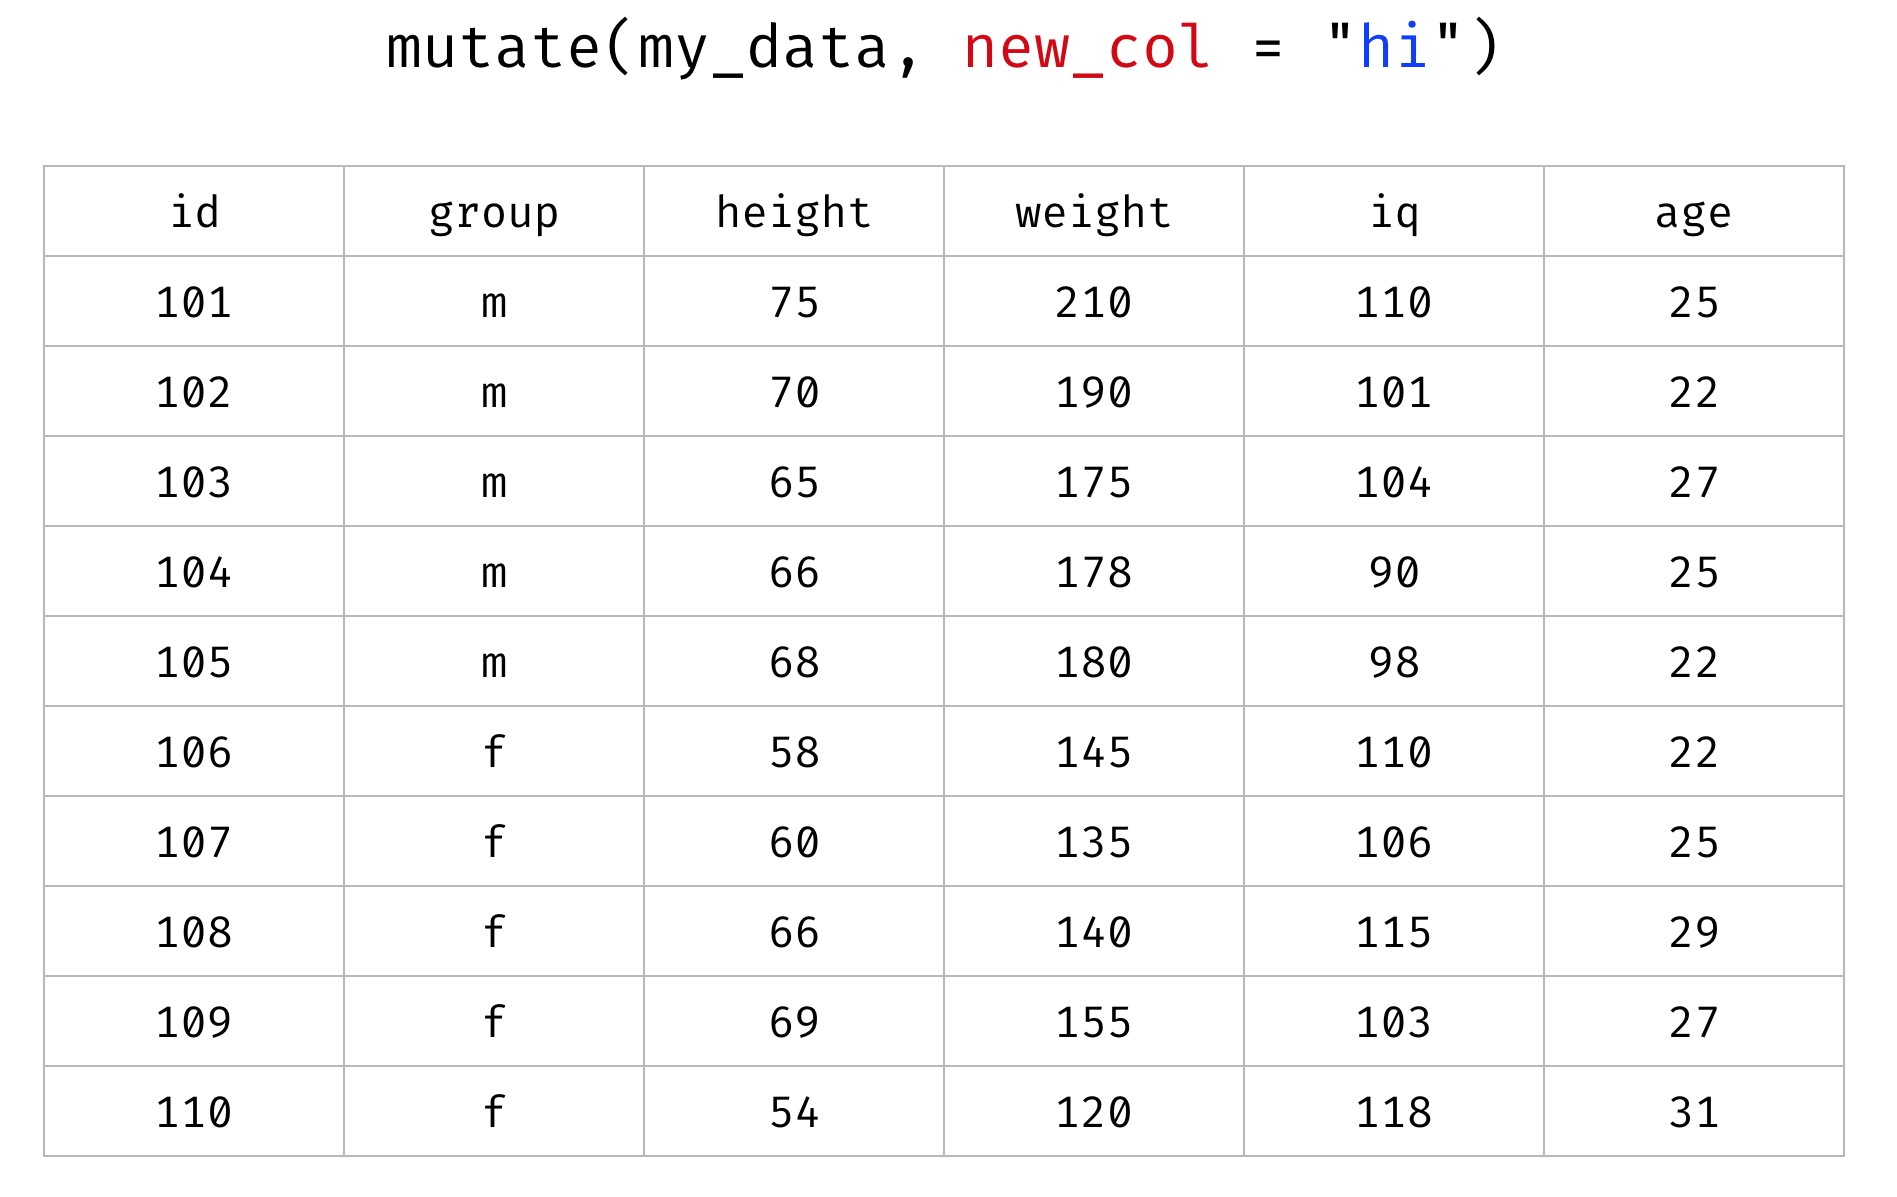 mutate(my_data, new_col = "hi")
id group height weight iq age
101 m 75 210 110 25
102 m 70 190 101 22
103 m 65 175 104 27
104 m 66 178 90 25
105 m 68 180 98 22
106 f 58 145 110 22
107 f 60 135 106 25
108 f 66 140 115 29
109 f 69 155 103 27
110 f 54 120 118 31